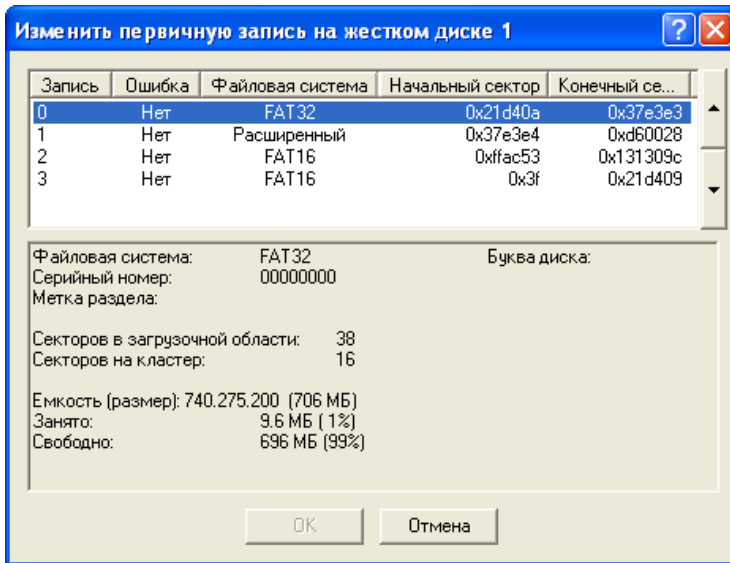 Изменить первичную запись на жестком диске 1
Запись Ошибка Файловая система Начальный сектор Конечный се...
0 Нет FAT32 0x21d40a 0x37e3e3
1 Нет Расширенный 0x37e3e4 0xd60028
2 Нет FAT16 0xffac53 0x131309c
3 Нет FAT16 0x3f 0x21d409
Файловая система: FAT32 Буква диска:
Серийный номер: 00000000
Метка раздела:
Секторов в загрузочной области: 38
Секторов на кластер: 16
Емкость (размер): 740.275.200 (706 МБ)
Занято: 9.6 МБ ( 1%)
Свободно: 696 МБ (99%)
OK Отмена